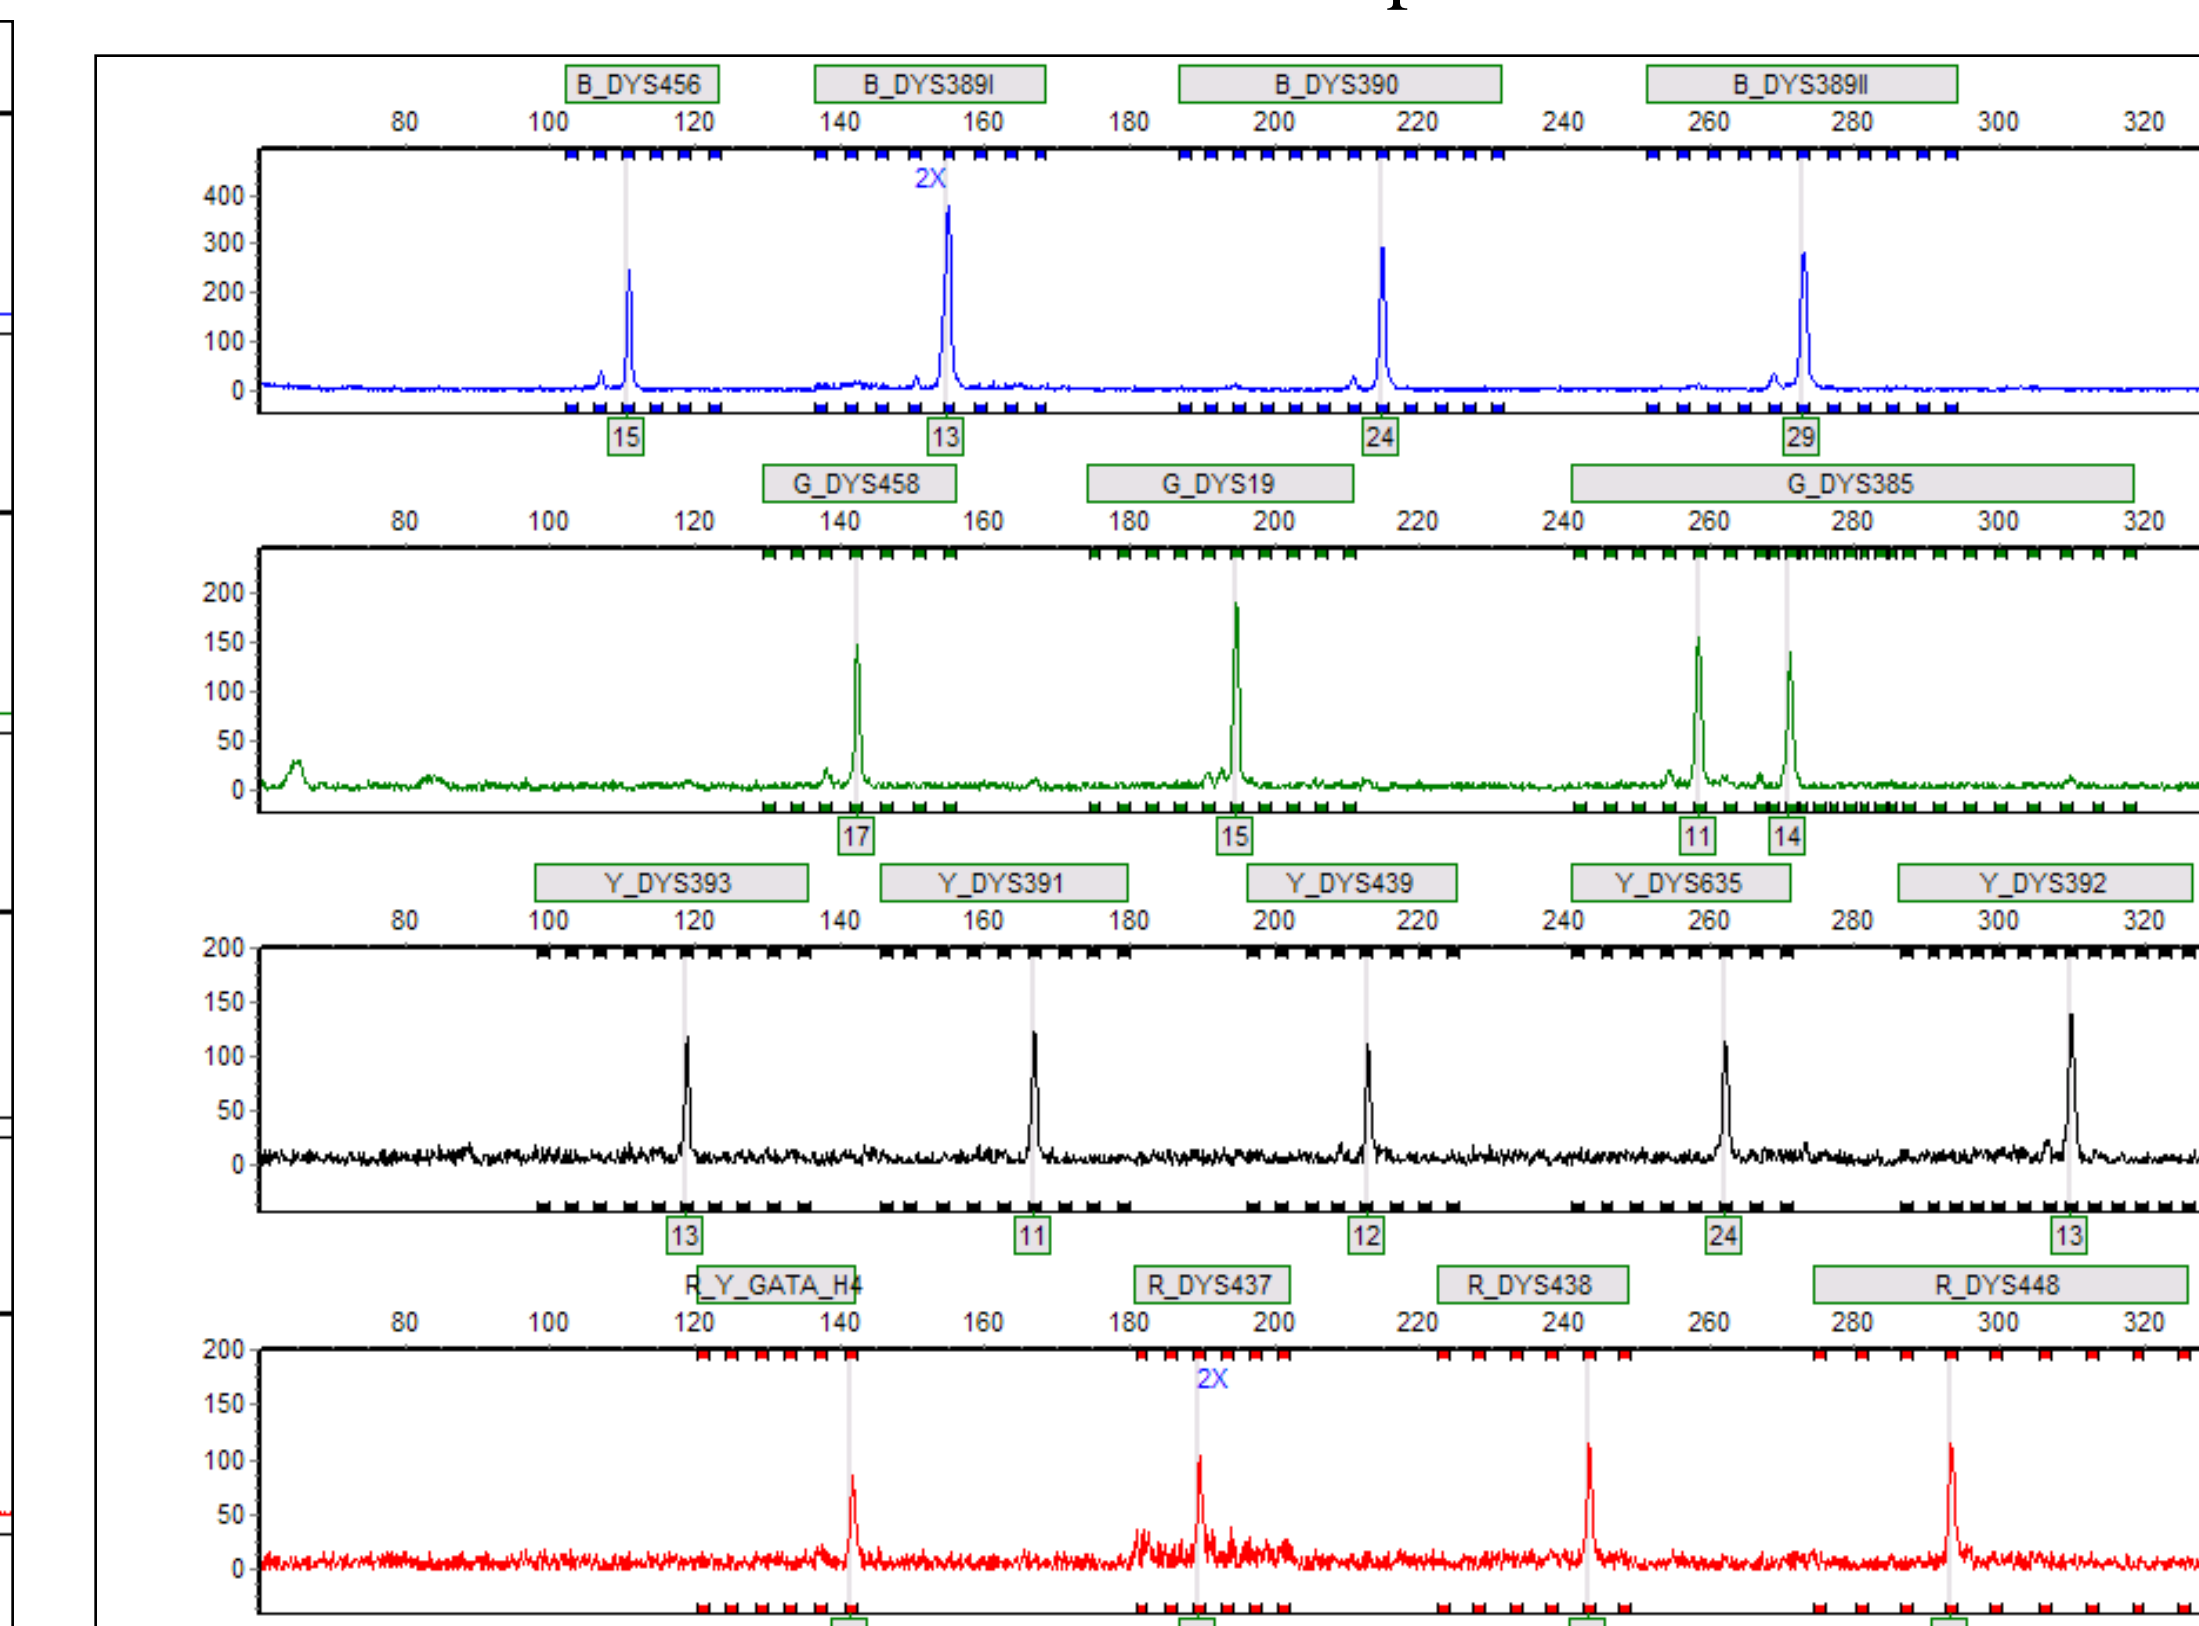 B_DYS456 B_DYS389I B_DYS390 B_DYS389II
80 100 120 140 160 180 200 220 240 260 280 300 320
2X
400
300
200
100
0
15 13 24 29
G_DYS458 G_DYS19 G_DYS385
80 100 120 140 160 180 200 220 240 260 280 300 320
200
150
100
50
0
17 15 11 14
Y_DYS393 Y_DYS391 Y_DYS439 Y_DYS635 Y_DYS392
80 100 120 140 160 180 200 220 240 260 280 300 320
200
150
100
50
0
13 11 12 24 13
R_Y_GATA_H4 R_DYS437 R_DYS438 R_DYS448
80 100 120 140 160 180 200 220 240 260 280 300 320
200
2X
150
100
50
0